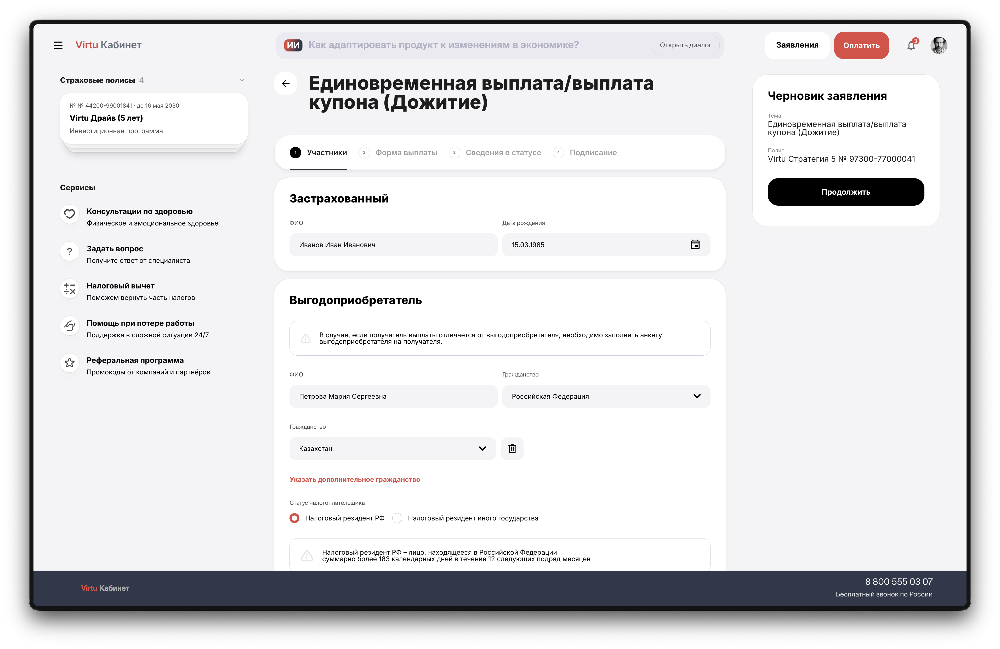 Virtu Кабинет
ИИ Как адаптировать продукт к изменениям в экономике?
Открыть диалог
Заявления
Оплатить
3
Страховые полисы 4
№ № 44200-99001841 · до 16 мая 2030
Virtu Драйв (5 лет)
Инвестиционная программа
Сервисы
Консультации по здоровью
Физическое и эмоциональное здоровье
Задать вопрос
Получите ответ от специалиста
Налоговый вычет
Поможем вернуть часть налогов
Помощь при потере работы
Поддержка в сложной ситуации 24/7
Реферальная программа
Промокоды от компаний и партнёров
Единовременная выплата/выплата
купона (Дожитие)
1 Участники
2 Форма выплаты
3 Сведения о статусе
4 Подписание
Застрахованный
ФИО
Иванов Иван Иванович
Дата рождения
15.03.1985
Выгодоприобретатель
В случае, если получатель выплаты отличается от выгодоприобретателя, необходимо заполнить анкету
выгодоприобретателя на получателя.
ФИО
Петрова Мария Сергеевна
Гражданство
Российская Федерация
Гражданство
Казахстан
Указать дополнительное гражданство
Статус налогоплательщика
Налоговый резидент РФ
Налоговый резидент иного государства
Налоговый резидент РФ – лицо, находящееся в Российской Федерации
суммарно более 183 календарных дней в течение 12 следующих подряд месяцев
Черновик заявления
Тема
Единовременная выплата/выплата
купона (Дожитие)
Полис
Virtu Стратегия 5 № 97300-77000041
Продолжить
Virtu Кабинет
8 800 555 03 07
Бесплатный звонок по России